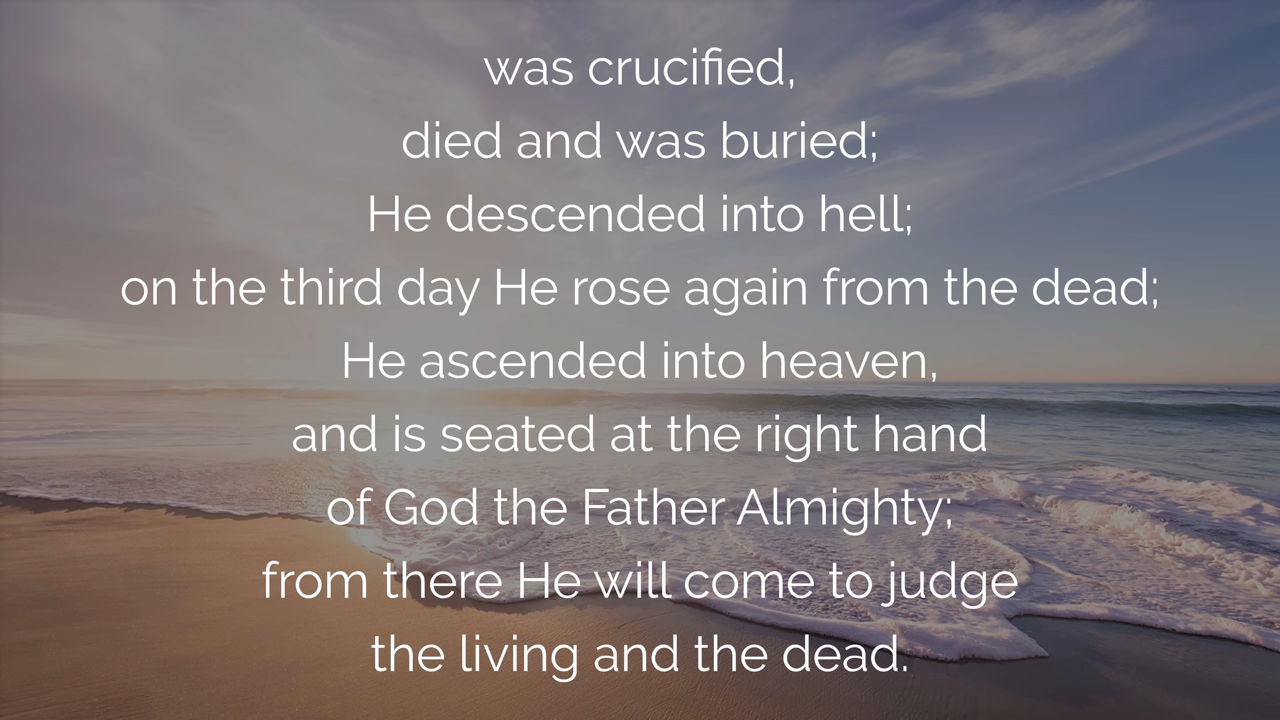 was crucified,
died and was buried;
He descended into hell;
on the third day He rose again from the dead;
He ascended into heaven,
and is seated at the right hand
of God the Father Almighty;
from there He will come to judge
the living and the dead.